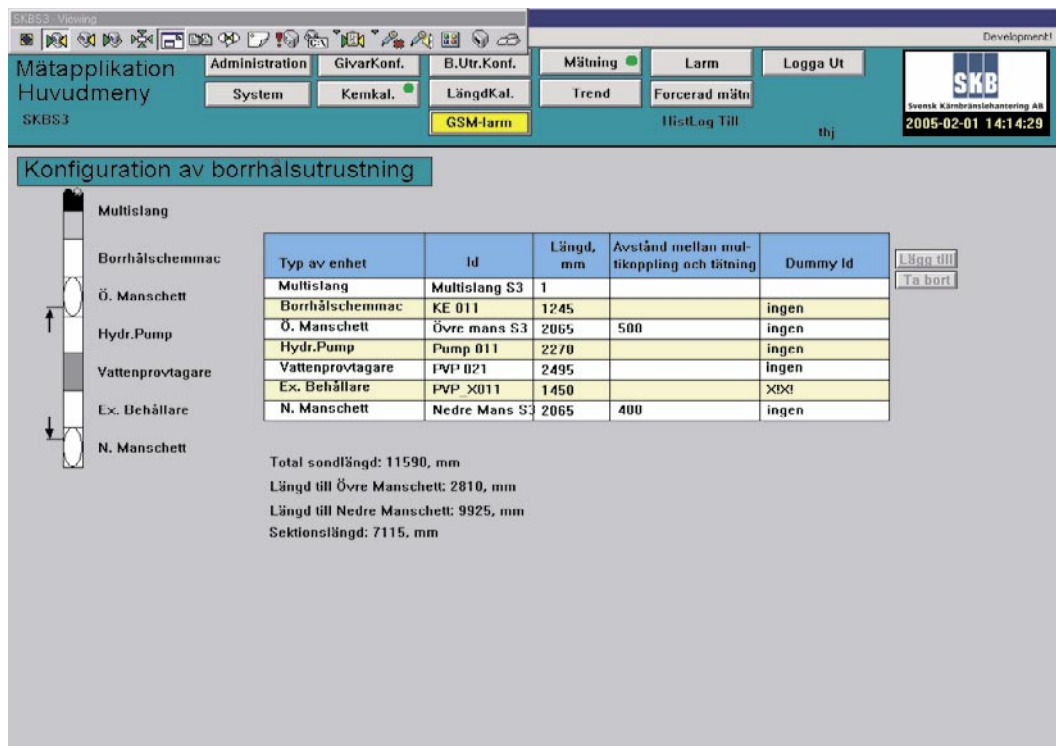 SKBS3 - Viewing
Development!
Mätapplikation
Huvudmeny
SKBS3
Administration GivarKonf. B.Utr.Konf. Mätning Larm Logga Ut
System Kemkal. LängdKal. Trend Forcerad mätn
GSM-larm HistLog Till thj
SKB
Svensk Kärnbränslehantering AB
2005-02-01 14:14:29
Konfiguration av borrhålsutrustning
Multislang
Borrhålschemmac
Ö. Manschett
Hydr.Pump
Vattenprovtagare
Ex. Behållare
N. Manschett
Typ av enhet Id Längd, mm Avstånd mellan mul-tikoppling och tätning Dummy Id
Multislang Multislang S3 1
Borrhålschemmac KE 011 1245 ingen
Ö. Manschett Övre mans S3 2065 500 ingen
Hydr.Pump Pump 011 2270 ingen
Vattenprovtagare PVP 021 2495 ingen
Ex. Behållare PVP_X011 1450 X!X!
N. Manschett Nedre Mans S3 2065 400 ingen
Lägg till
Ta bort
Total sondlängd: 11590, mm
Längd till Övre Manschett: 2810, mm
Längd till Nedre Manschett: 9925, mm
Sektionslängd: 7115, mm